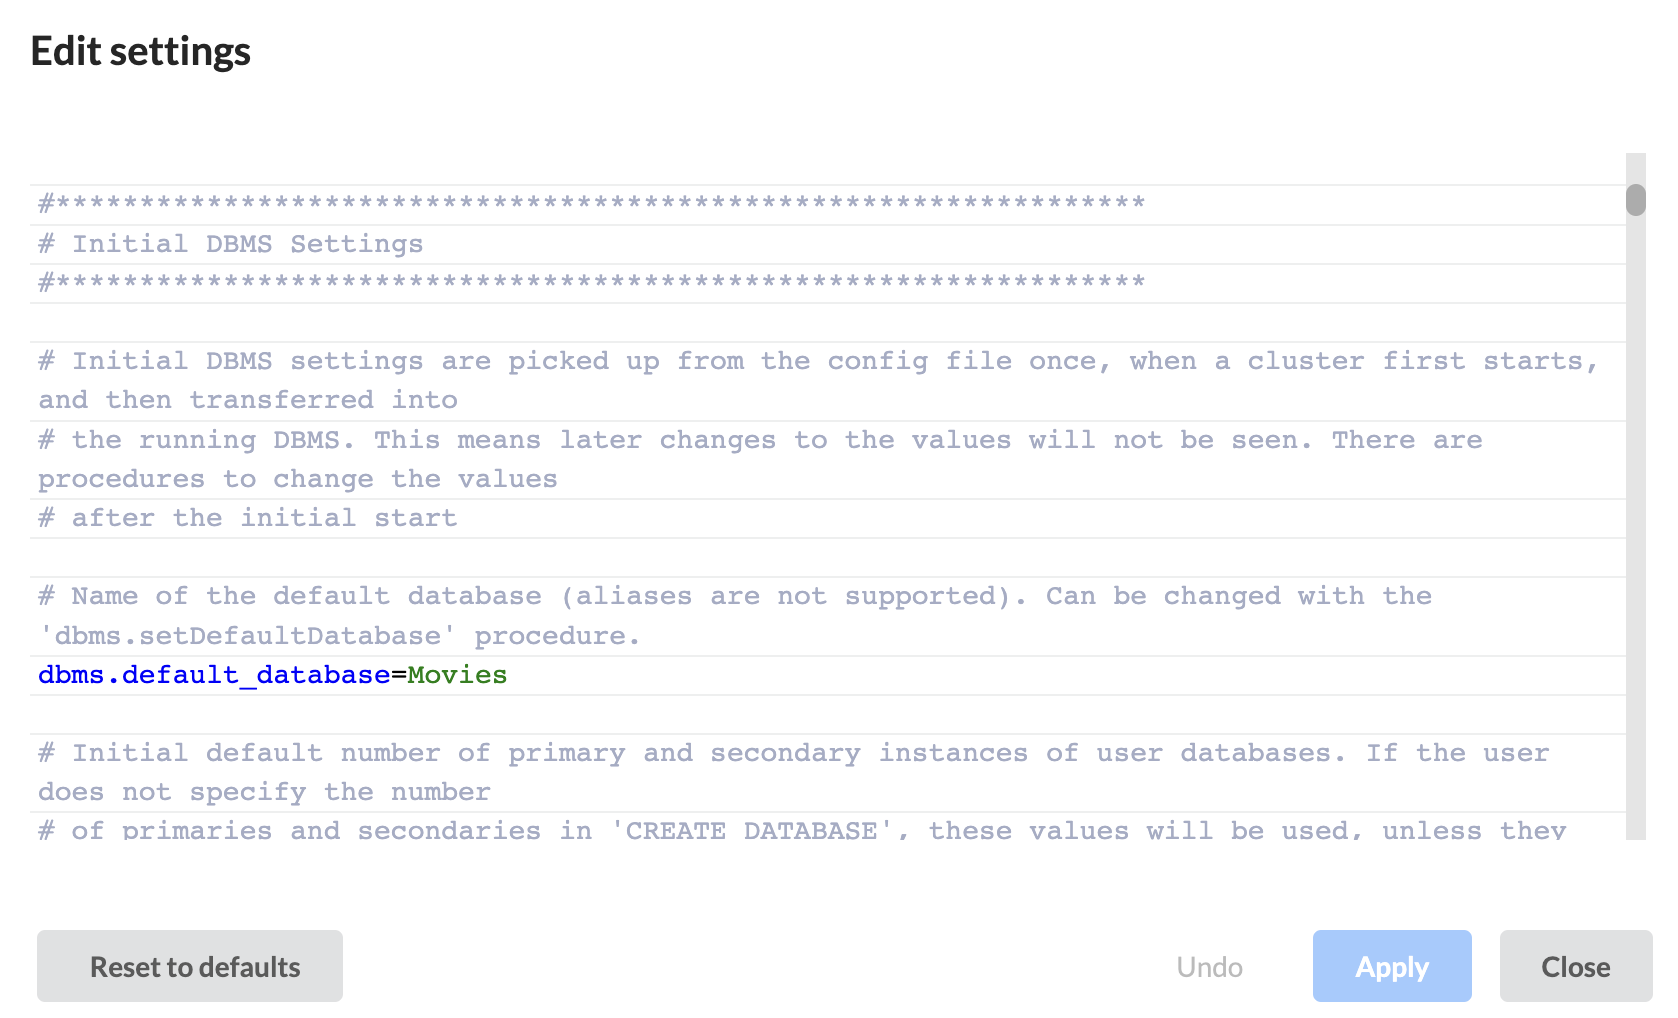 Edit settings
#*****************************************************************
# Initial DBMS Settings
#*****************************************************************
# Initial DBMS settings are picked up from the config file once, when a cluster first starts,
and then transferred into
# the running DBMS. This means later changes to the values will not be seen. There are
procedures to change the values
# after the initial start
# Name of the default database (aliases are not supported). Can be changed with the
'dbms.setDefaultDatabase' procedure.
dbms.default_database=Movies
# Initial default number of primary and secondary instances of user databases. If the user
does not specify the number
# of primaries and secondaries in 'CREATE DATABASE', these values will be used, unless they
Reset to defaults
Undo
Apply
Close